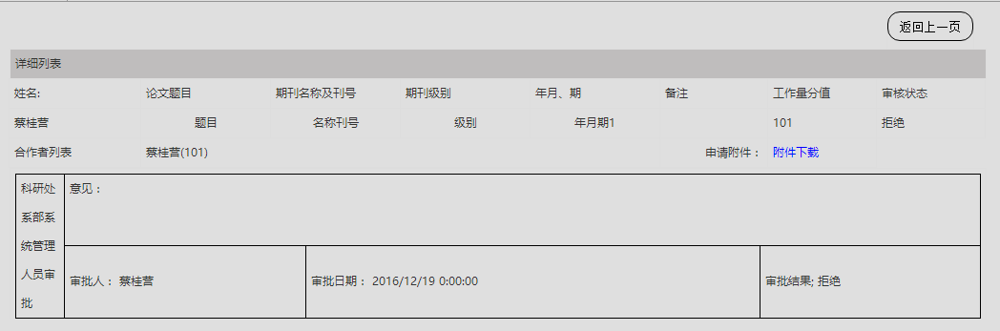 返回上一页
详细列表
姓名: 论文题目 期刊名称及刊号 期刊级别 年月、期 备注 工作量分值 审核状态
蔡桂营 题目 名称刊号 级别 年月期1 101 拒绝
合作者列表 蔡桂营(101) 申请附件： 附件下载
科研处
系部系
统管理
人员审
批
意见：
审批人： 蔡桂营 审批日期： 2016/12/19 0:00:00 审批结果; 拒绝